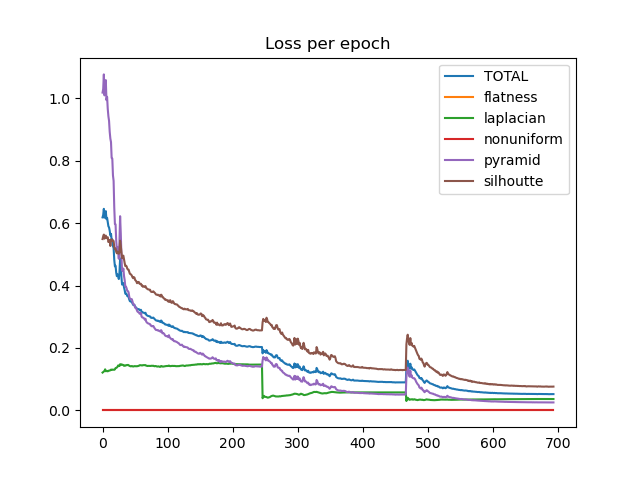 Loss per epoch
TOTAL
flatness
laplacian
nonuniform
pyramid
silhoutte
1.0
0.8
0.6
0.4
0.2
0.0
0 100 200 300 400 500 600 700